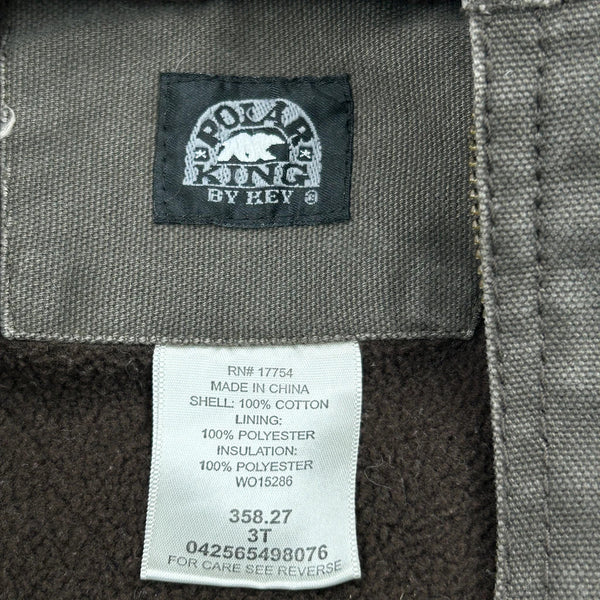 POLAR
KING
BY KEY ®
RN# 17754
MADE IN CHINA
SHELL: 100% COTTON
LINING:
100% POLYESTER
INSULATION:
100% POLYESTER
WO15286
358.27
3T
042565498076
FOR CARE SEE REVERSE